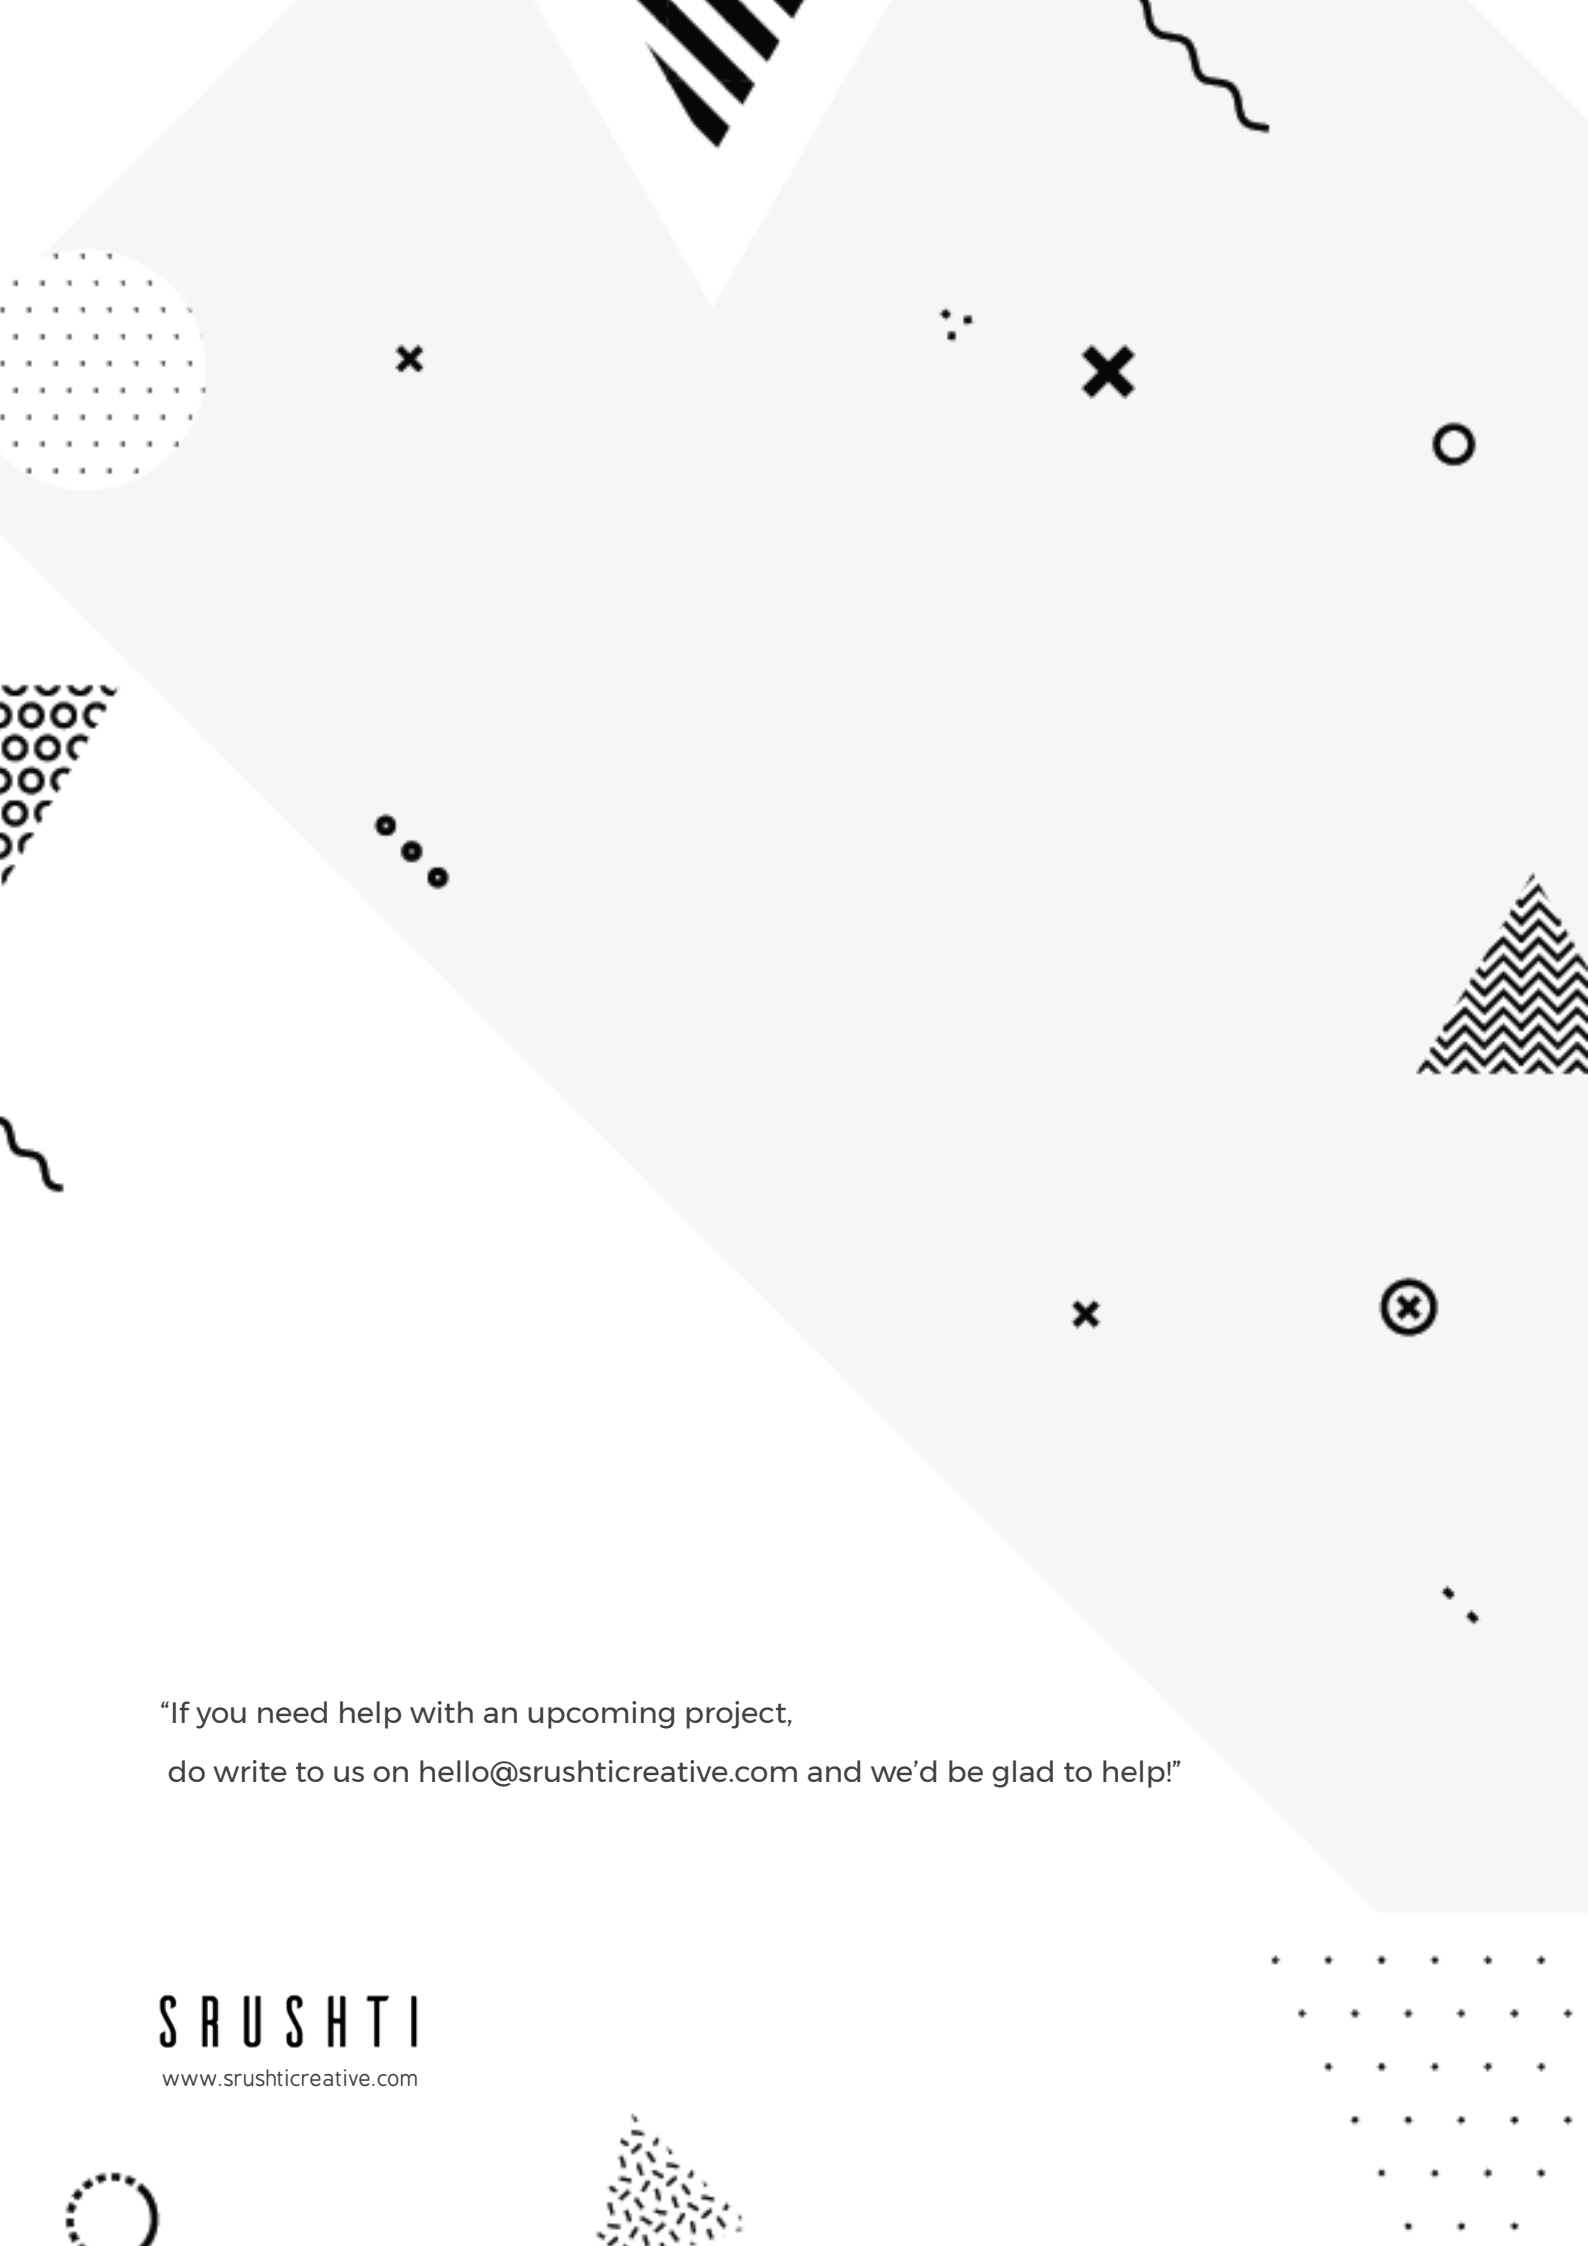 “If you need help with an upcoming project,
do write to us on hello@srushticreative.com and we’d be glad to help!”
SRUSHTI
www.srushticreative.com